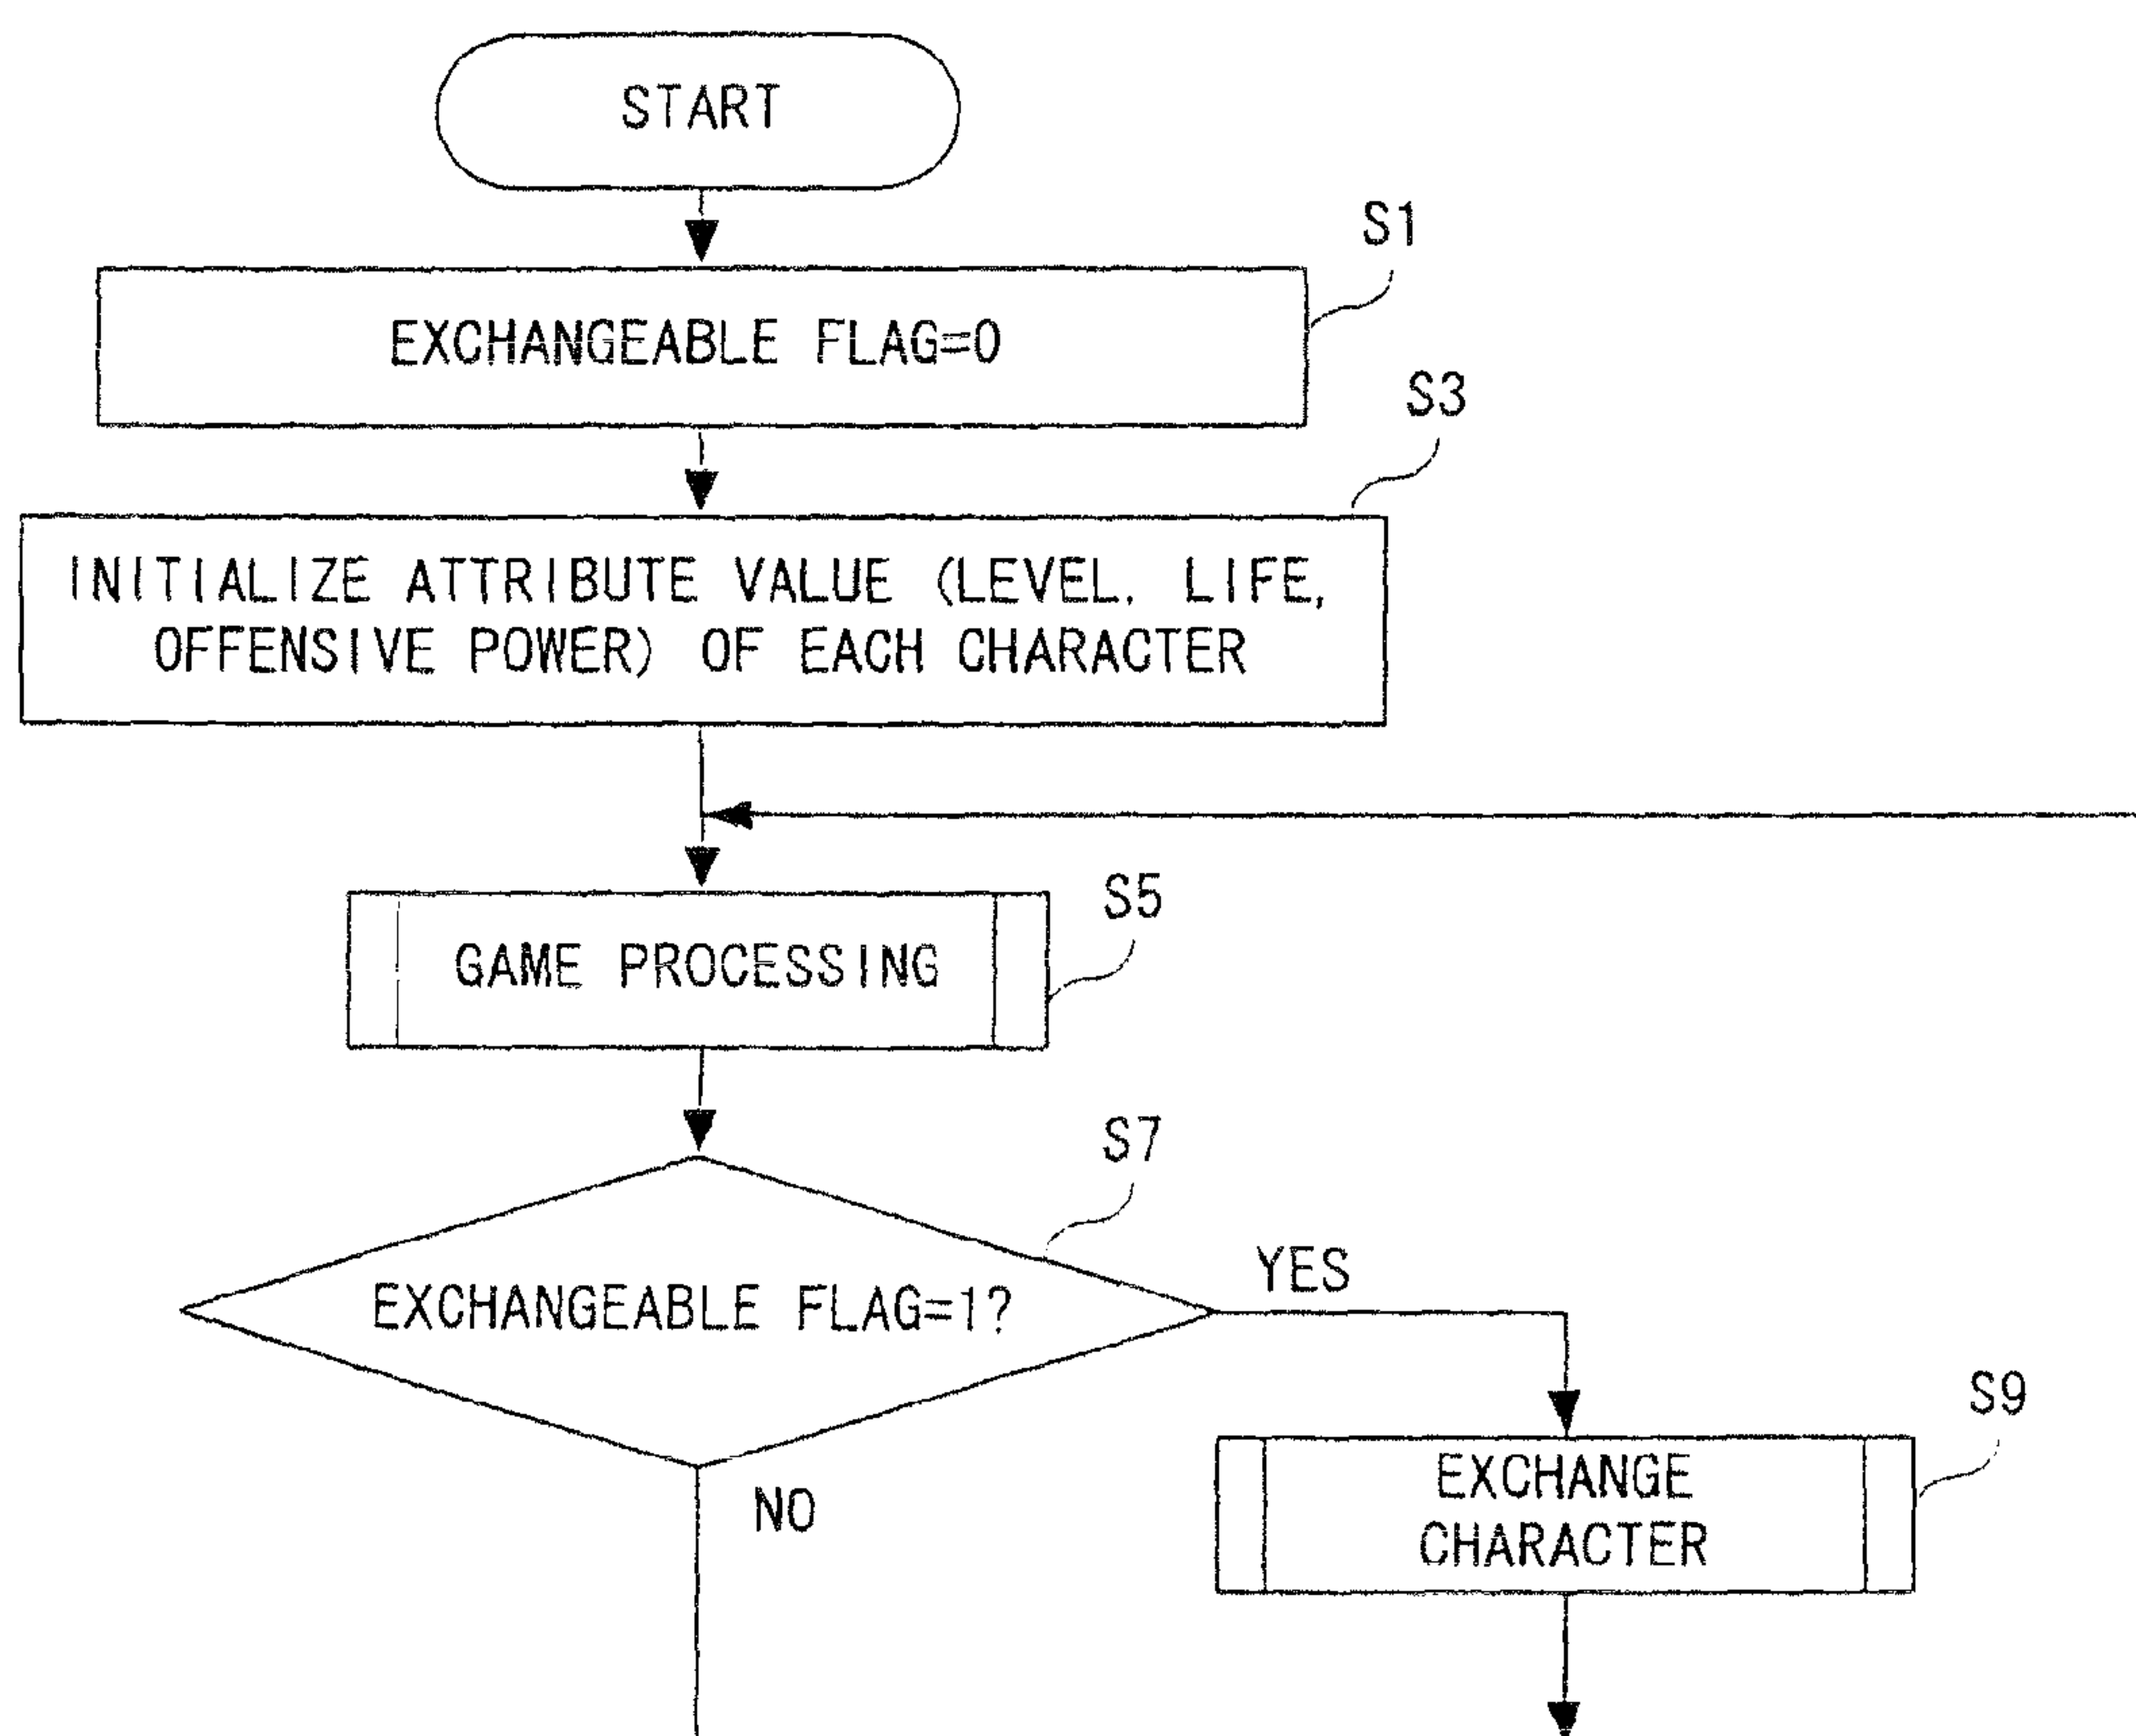 START
S1
EXCHANGEABLE FLAG=0
S3
INITIALIZE ATTRIBUTE VALUE (LEVEL. LIFE,
OFFENSIVE POWER) OF EACH CHARACTER
S5
GAME PROCESSING
S7
EXCHANGEABLE FLAG=1?
YES
S9
EXCHANGE
CHARACTER
NO